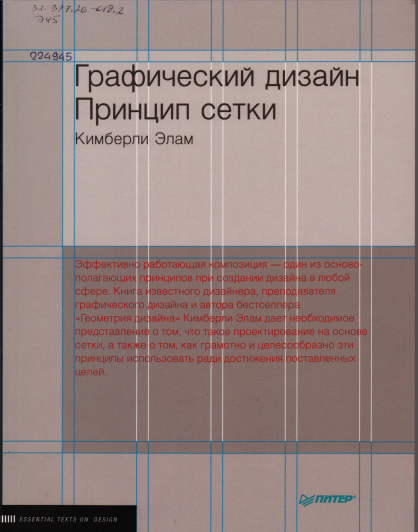 32.377.26-018.2
Э45
224945
Графический дизайн
Принцип сетки
Кимберли Элам
Эффективно работающая композиция — один из осново-
полагающих принципов при создании дизайна в любой
сфере. Книга известного дизайнера, преподавателя
графического дизайна и автора бестселлера
«Геометрия дизайна» Кимберли Элам дает необходимое
представление о том, что такое проектирование на основе
сетки, а также о том, как грамотно и целесообразно эти
принципы использовать ради достижения поставленных
целей.
ПИТЕР®
ESSENTIAL TEXTS ON DESIGN